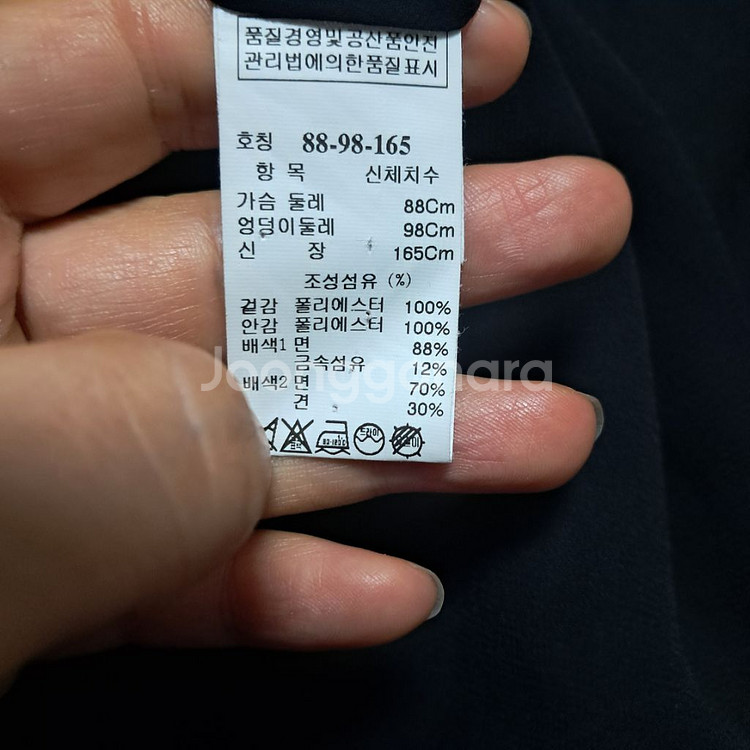 품질경영및공산품안전
관리법에의한품질표시
호칭 88-98-165
항 목 신체치수
가슴 둘레 88Cm
엉덩이둘레 98Cm
신 장 165Cm
조성섬유 (%)
겉감 폴리에스터 100%
안감 폴리에스터 100%
배색1 면 88%
금속섬유 12%
배색2 면 70%
견 30%
드라이
Joonggonara